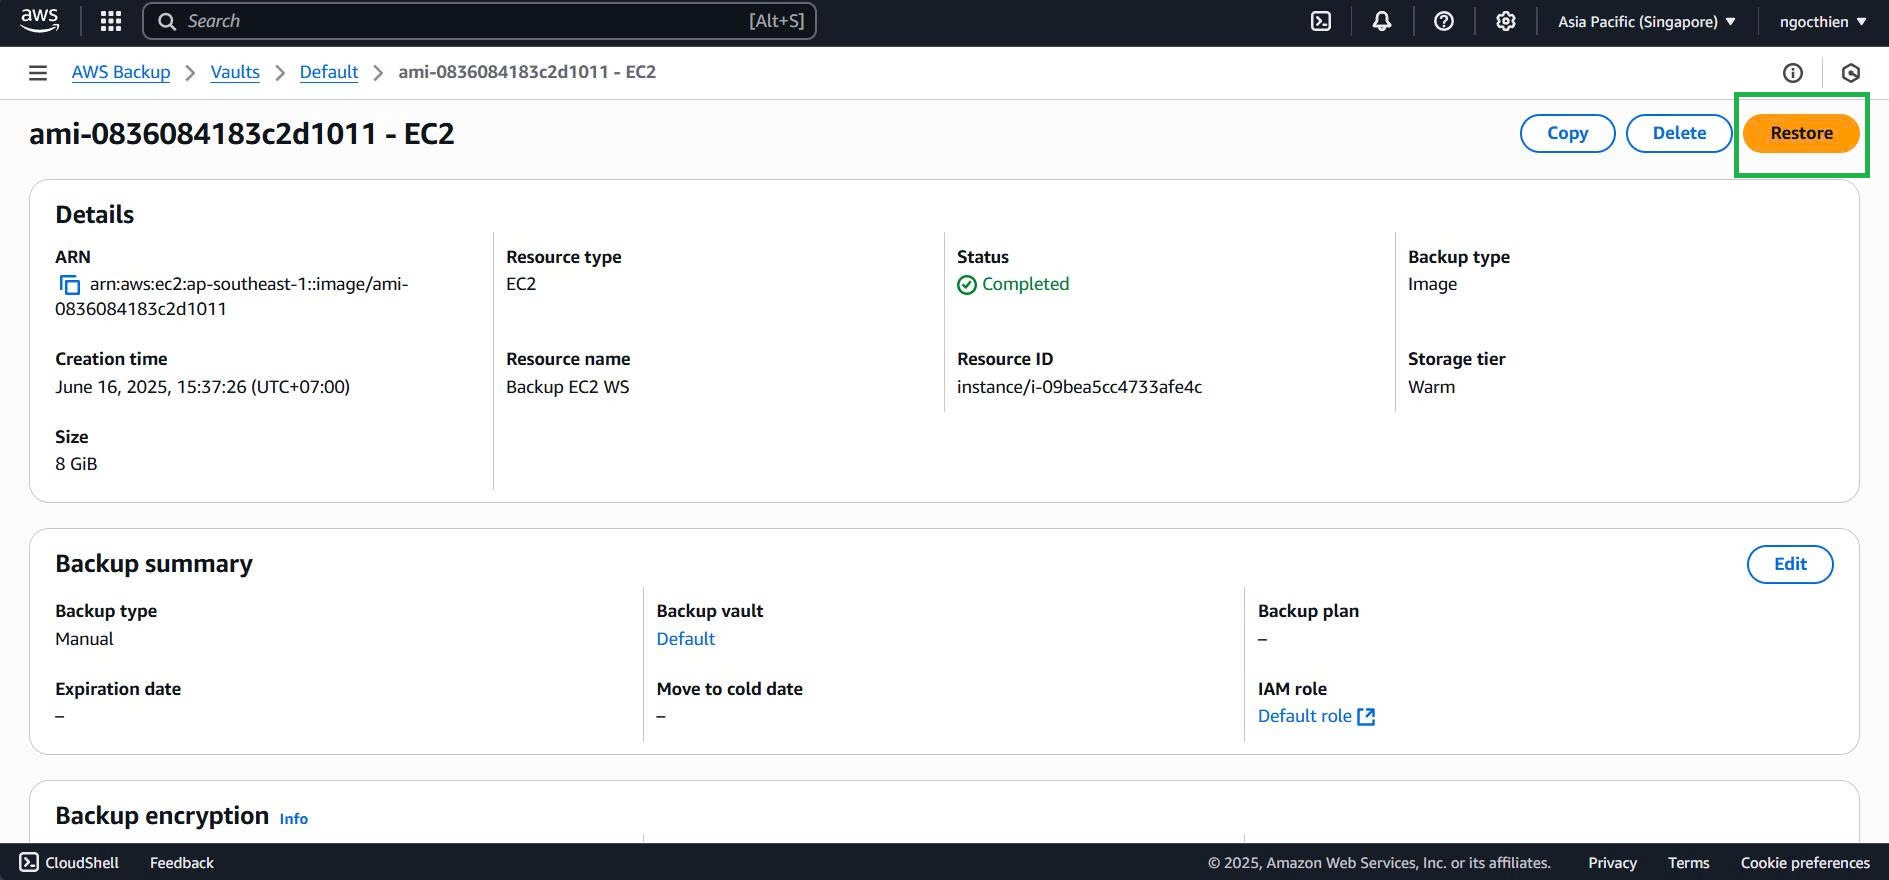 aws
Search
[Alt+S]
Asia Pacific (Singapore)
ngocthien
AWS Backup
Vaults
Default
ami-0836084183c2d1011 - EC2
ami-0836084183c2d1011 - EC2
Copy
Delete
Restore
Details
ARN
arn:aws:ec2:ap-southeast-1::image/ami-
0836084183c2d1011
Resource type
EC2
Status
Completed
Backup type
Image
Creation time
June 16, 2025, 15:37:26 (UTC+07:00)
Resource name
Backup EC2 WS
Resource ID
instance/i-09bea5cc4733afe4c
Storage tier
Warm
Size
8 GiB
Backup summary
Edit
Backup type
Manual
Backup vault
Default
Backup plan
–
Expiration date
–
Move to cold date
–
IAM role
Default role
Backup encryption
Info
CloudShell
Feedback
© 2025, Amazon Web Services, Inc. or its affiliates.
Privacy
Terms
Cookie preferences